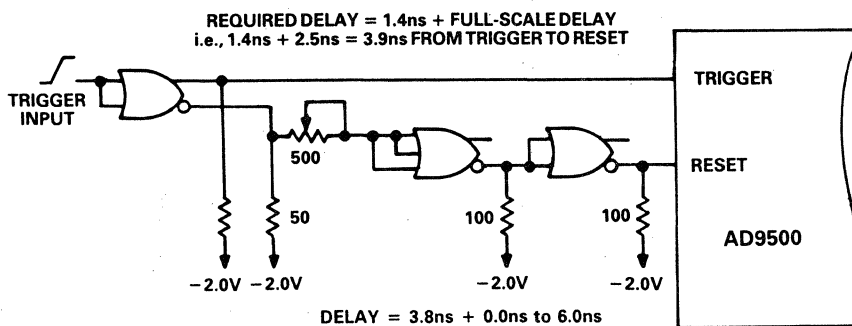 REQUIRED DELAY = 1.4ns + FULL-SCALE DELAY
i.e., 1.4ns + 2.5ns = 3.9ns FROM TRIGGER TO RESET
TRIGGER
INPUT
TRIGGER
500
RESET
50
100
100
AD9500
−2.0V
−2.0V
−2.0V
−2.0V
DELAY = 3.8ns + 0.0ns to 6.0ns